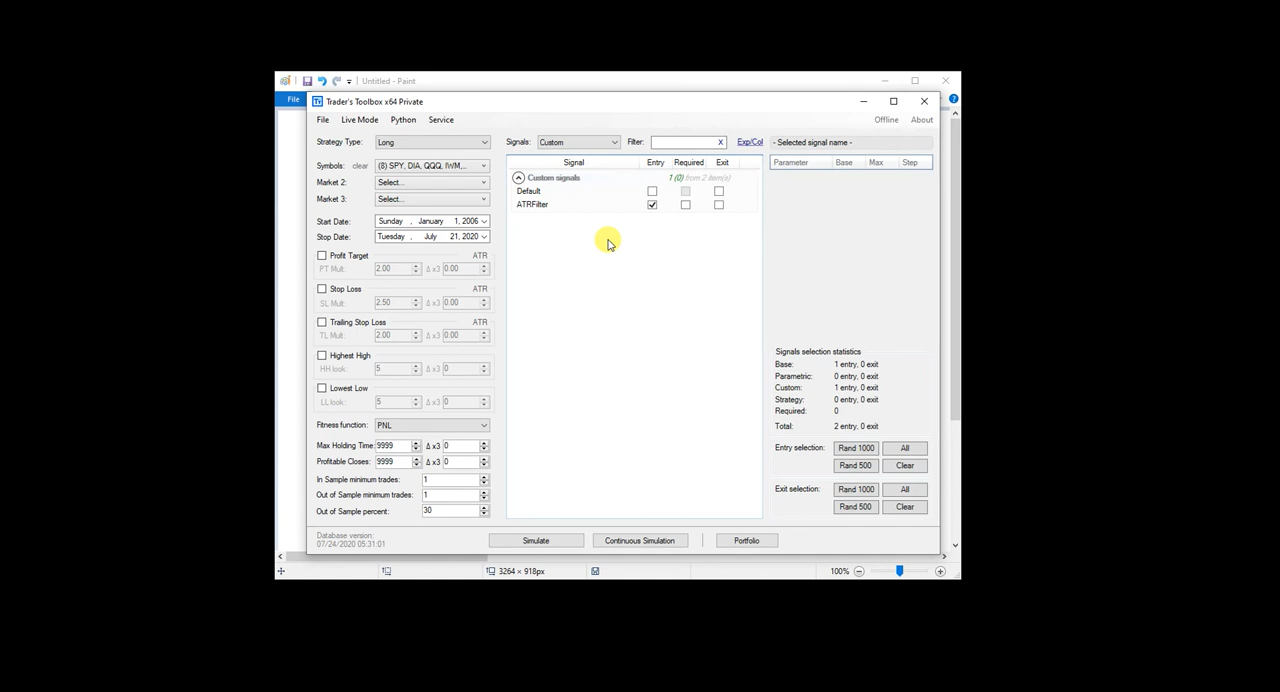 Untitled - Paint
File
Trader's Toolbox x64 Private
File Live Mode Python Service Offline About
Strategy Type: Long
Symbols: clear (8) SPY, DIA, QQQ, IWM,...
Market 2: Select...
Market 3: Select...
Start Date: Sunday , January 1, 2006
Stop Date: Tuesday , July 21, 2020
Profit Target ATR
PT Mult: 2.00 Δ x3 0.00
Stop Loss ATR
SL Mult: 2.50 Δ x3 0.00
Trailing Stop Loss ATR
TL Mult: 2.00 Δ x3 0.00
Highest High
HH look: 5 Δ x3 0
Lowest Low
LL look: 5 Δ x3 0
Fitness function: PNL
Max Holding Time: 9999 Δ x3 0
Profitable Closes: 9999 Δ x3 0
In Sample minimum trades: 1
Out of Sample minimum trades: 1
Out of Sample percent: 30
Database version:
07/24/2020 05:31:01
Signals: Custom Filter: X Exp/Col
Signal Entry Required Exit
Custom signals 1 (0) from 2 item(s)
Default
ATRFilter
- Selected signal name -
Parameter Base Max Step
Signals selection statistics
Base: 1 entry, 0 exit
Parametric: 0 entry, 0 exit
Custom: 1 entry, 0 exit
Strategy: 0 entry, 0 exit
Required: 0
Total: 2 entry, 0 exit
Entry selection: Rand 1000 All
Rand 500 Clear
Exit selection: Rand 1000 All
Rand 500 Clear
Simulate Continuous Simulation Portfolio
3264 × 918px 100%